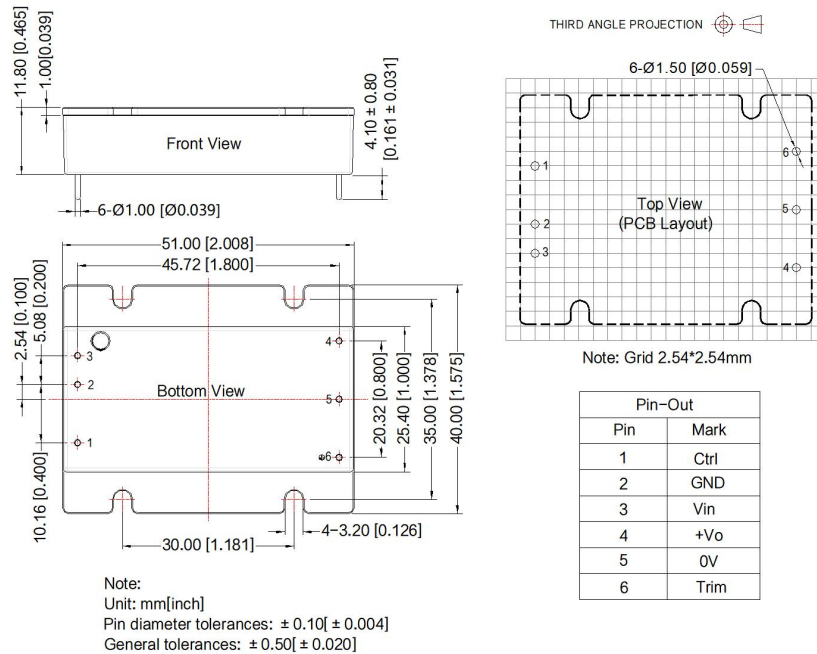 THIRD ANGLE PROJECTION
11.80 [0.465]
1.00[0.039]
Front View
4.10 ± 0.80
[0.161 ± 0.031]
6-Ø1.00 [Ø0.039]
6-Ø1.50 [Ø0.059]
1
2
3
Top View
(PCB Layout)
6
5
4
Note: Grid 2.54*2.54mm
51.00 [2.008]
45.72 [1.800]
2.54 [0.100]
5.08 [0.200]
10.16 [0.400]
3
2
1
Bottom View
4
5
6
20.32 [0.800]
25.40 [1.000]
35.00 [1.378]
40.00 [1.575]
4-3.20 [0.126]
30.00 [1.181]
Pin-Out
Pin Mark
1 Ctrl
2 GND
3 Vin
4 +Vo
5 0V
6 Trim
Note:
Unit: mm[inch]
Pin diameter tolerances: ± 0.10[ ± 0.004]
General tolerances: ± 0.50[ ± 0.020]